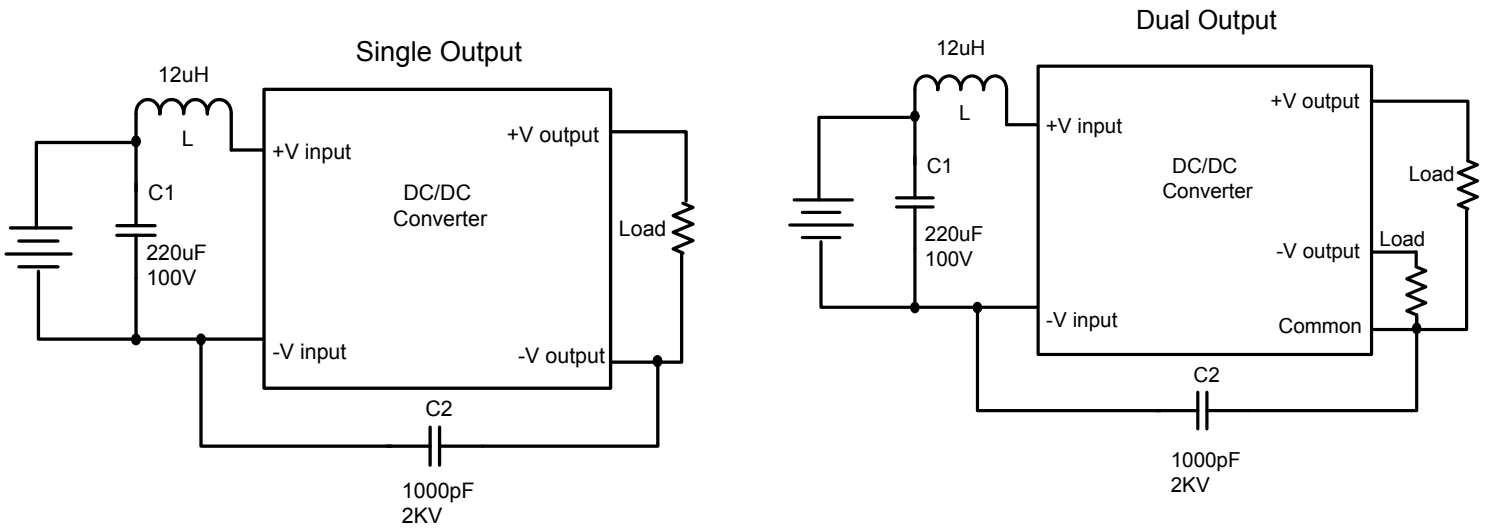 Single Output
12uH
L
+V input
+V output
C1
DC/DC
Converter
Load
220uF
100V
-V input
-V output
C2
1000pF
2KV
Dual Output
12uH
L
+V output
+V input
C1
DC/DC
Converter
Load
220uF
100V
Load
-V output
-V input
Common
C2
1000pF
2KV